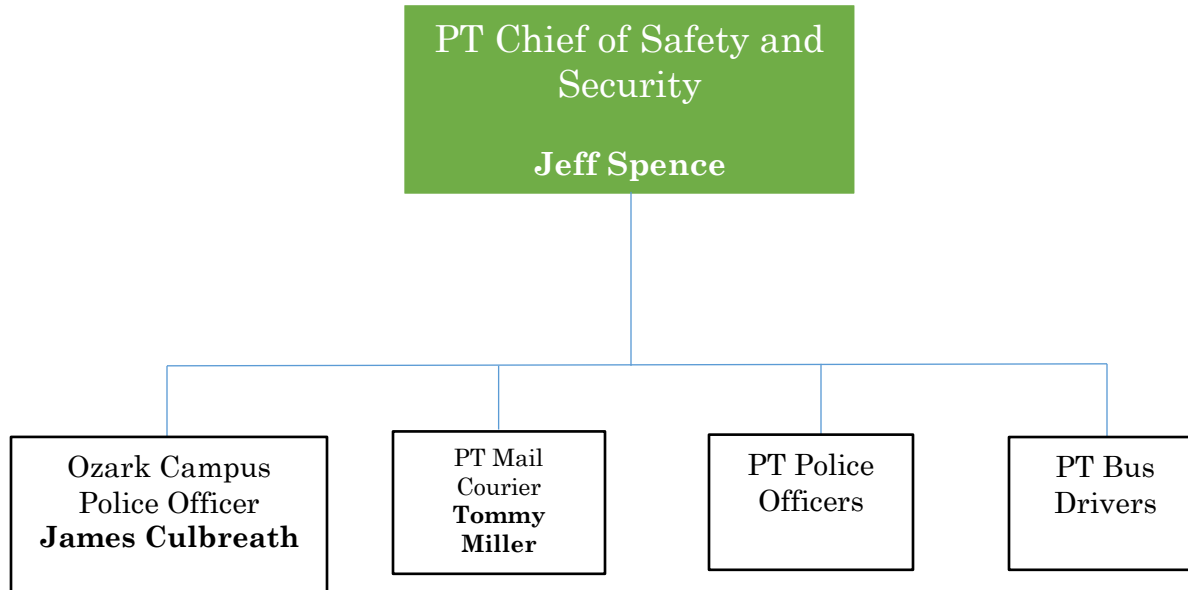 PT Chief of Safety and
Security
Jeff Spence
Ozark Campus
Police Officer
James Culbreath
PT Mail
Courier
Tommy
Miller
PT Police
Officers
PT Bus
Drivers